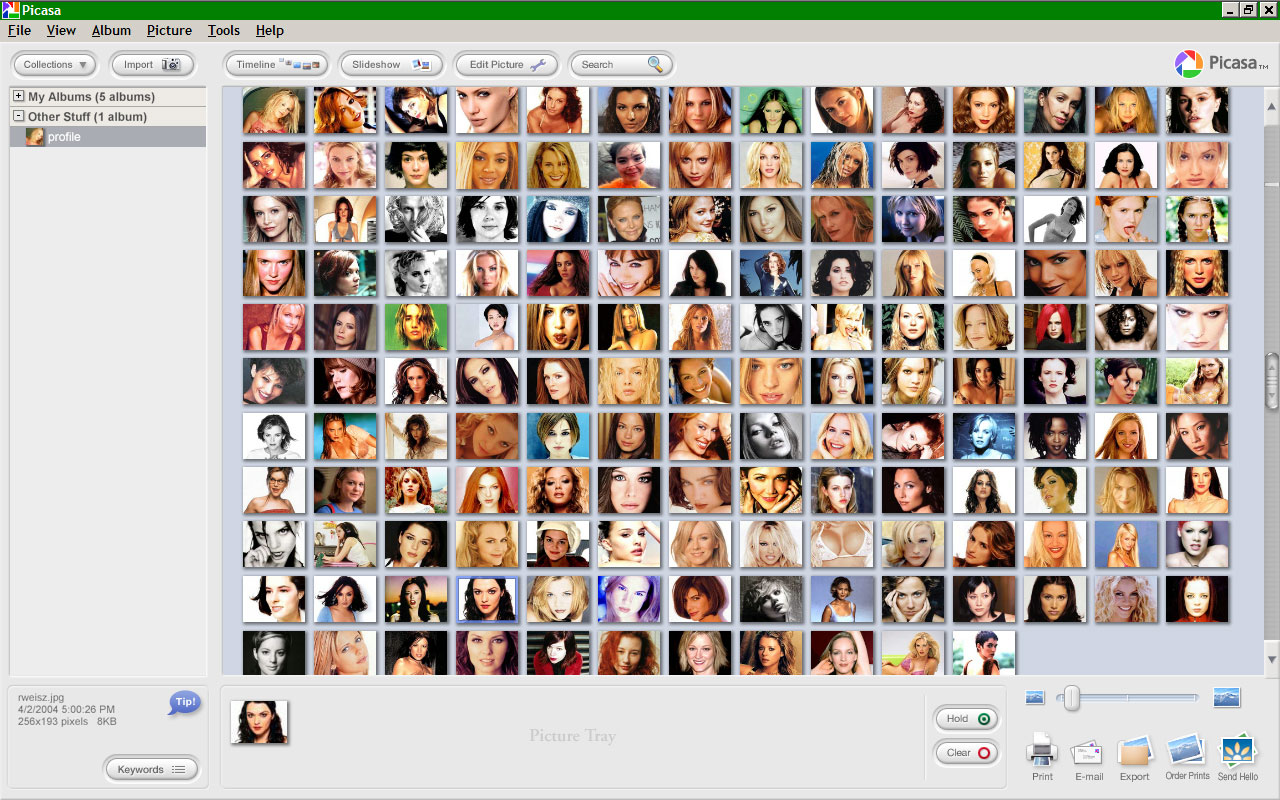 Picasa
File View Album Picture Tools Help
Collections Import Timeline Slideshow Edit Picture Search Picasa™
My Albums (5 albums)
Other Stuff (1 album)
profile
rweisz.jpg
4/2/2004 5:00:26 PM
256x193 pixels 8KB
Tip!
Keywords
Picture Tray
Hold
Clear
Print E-mail Export Order Prints Send Hello